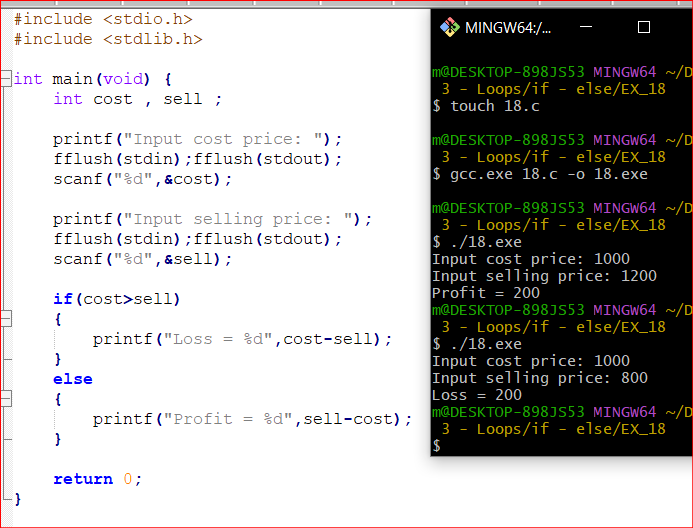 #include <stdio.h>
#include <stdlib.h>
int main(void) {
int cost , sell ;
printf("Input cost price: ");
fflush(stdin);fflush(stdout);
scanf("%d",&cost);
printf("Input selling price: ");
fflush(stdin);fflush(stdout);
scanf("%d",&sell);
if(cost>sell)
{
printf("Loss = %d",cost-sell);
}
else
{
printf("Profit = %d",sell-cost);
}
return 0;
}
MINGW64:/...
m@DESKTOP-898JS53 MINGW64 ~/D
3 - Loops/if - else/EX_18
$ touch 18.c
m@DESKTOP-898JS53 MINGW64 ~/D
3 - Loops/if - else/EX_18
$ gcc.exe 18.c -o 18.exe
m@DESKTOP-898JS53 MINGW64 ~/D
3 - Loops/if - else/EX_18
$ ./18.exe
Input cost price: 1000
Input selling price: 1200
Profit = 200
m@DESKTOP-898JS53 MINGW64 ~/D
3 - Loops/if - else/EX_18
$ ./18.exe
Input cost price: 1000
Input selling price: 800
Loss = 200
m@DESKTOP-898JS53 MINGW64 ~/D
3 - Loops/if - else/EX_18
$